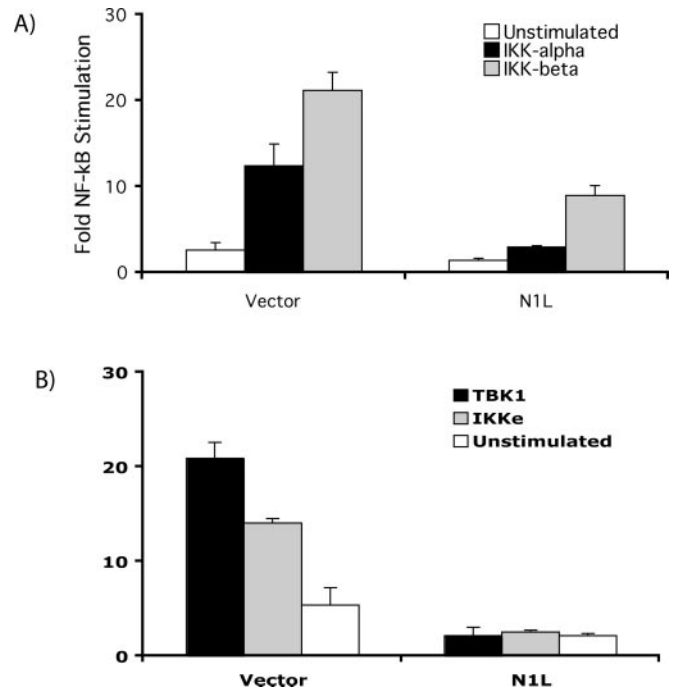 A)
Fold NF-kB Stimulation
30
20
10
0
Unstimulated
IKK-alpha
IKK-beta
Vector
N1L
B)
30
20
10
0
TBK1
IKKe
Unstimulated
Vector
N1L